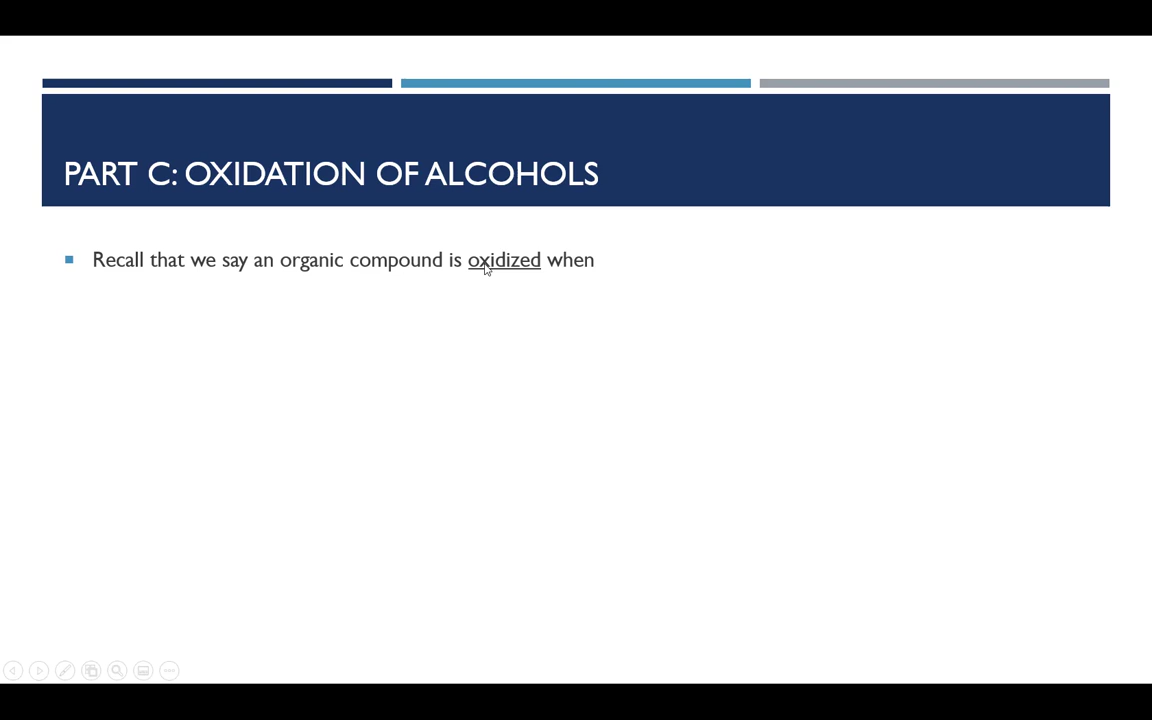 PART C: OXIDATION OF ALCOHOLS
Recall that we say an organic compound is oxidized when